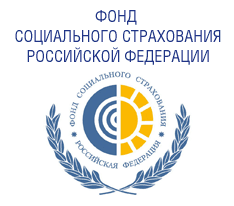 ФОНД
СОЦИАЛЬНОГО СТРАХОВАНИЯ
РОССИЙСКОЙ ФЕДЕРАЦИИ
ФОНД СОЦИАЛЬНОГО СТРАХОВАНИЯ
РОССИЙСКАЯ ФЕДЕРАЦИЯ